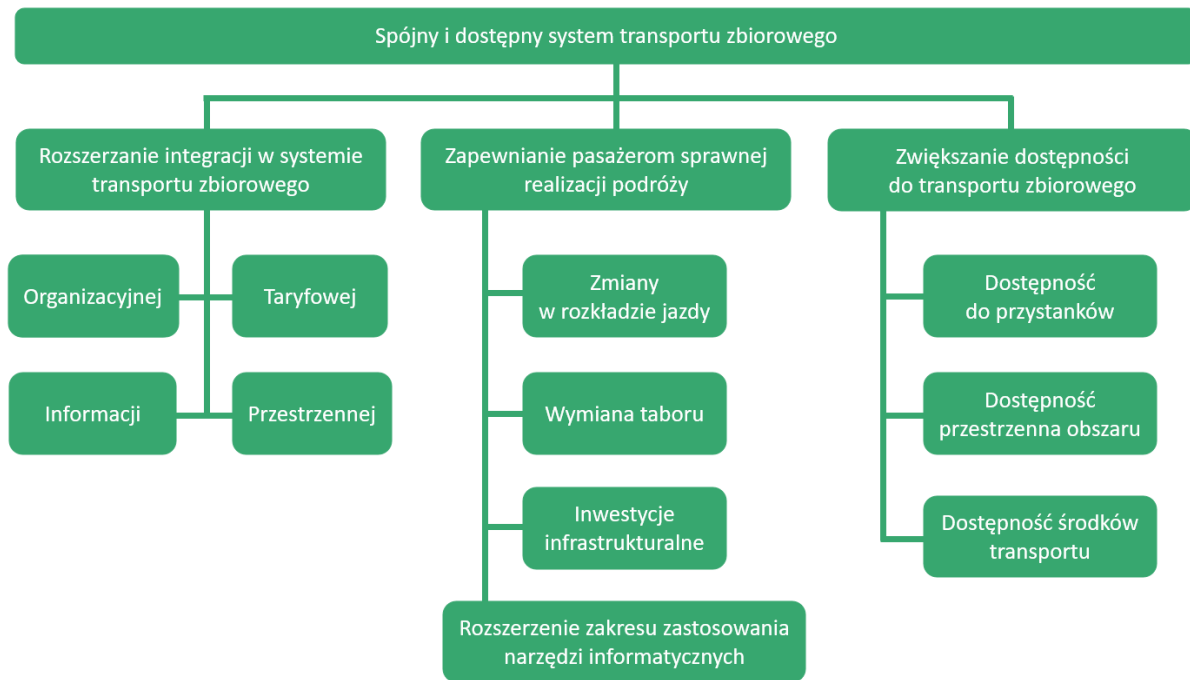 Spójny i dostępny system transportu zbiorowego
Rozszerzanie integracji w systemie
transportu zbiorowego
Organizacyjnej
Taryfowej
Informacji
Przestrzennej
Zapewnianie pasażerom sprawnej
realizacji podróży
Zmiany
w rozkładzie jazdy
Wymiana taboru
Inwestycje
infrastrukturalne
Rozszerzenie zakresu zastosowania
narzędzi informatycznych
Zwiększanie dostępności
do transportu zbiorowego
Dostępność
do przystanków
Dostępność
przestrzenna obszaru
Dostępność środków
transportu